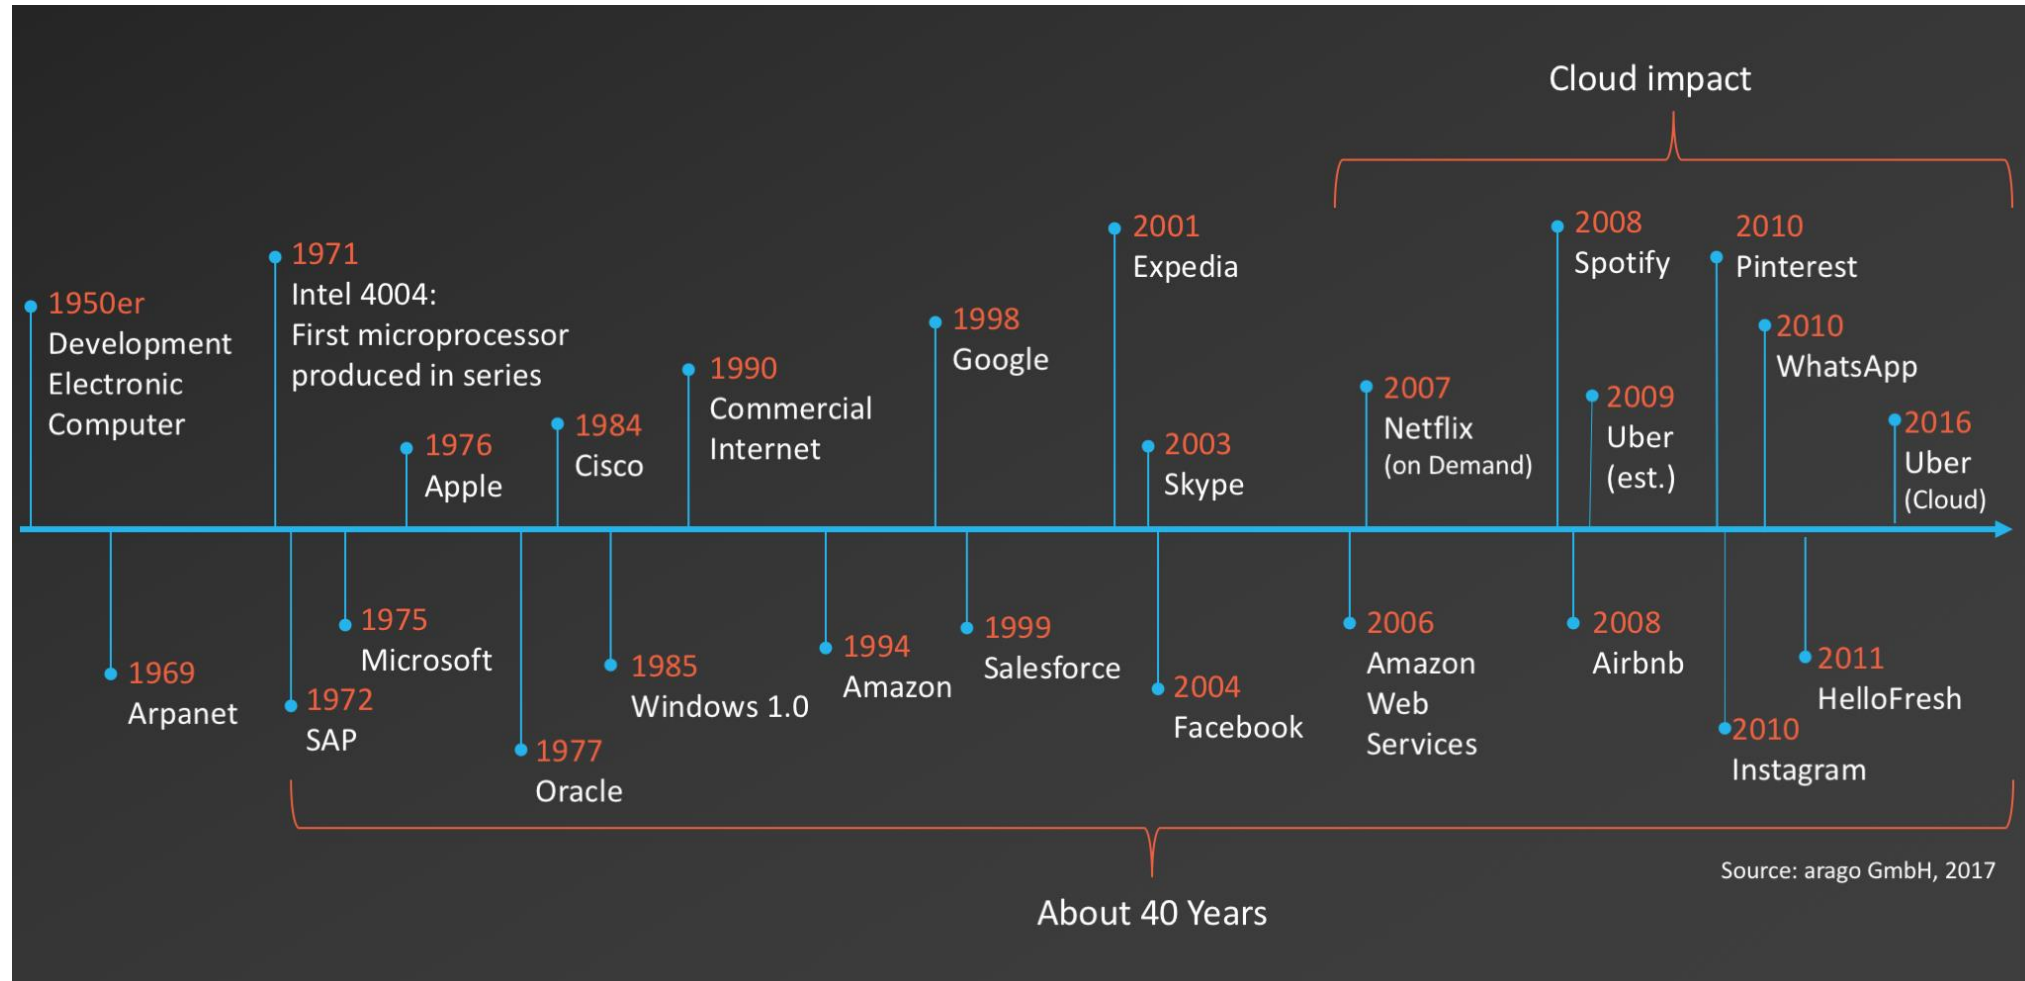 Cloud impact
1950er
Development
Electronic
Computer
1969
Arpanet
1971
Intel 4004:
First microprocessor
produced in series
1972
SAP
1975
Microsoft
1976
Apple
1977
Oracle
1984
Cisco
1985
Windows 1.0
1990
Commercial
Internet
1994
Amazon
1998
Google
1999
Salesforce
2001
Expedia
2003
Skype
2004
Facebook
2006
Amazon
Web
Services
2007
Netflix
(on Demand)
2008
Spotify
2008
Airbnb
2009
Uber
(est.)
2010
Pinterest
2010
Instagram
2010
WhatsApp
2011
HelloFresh
2016
Uber
(Cloud)
About 40 Years
Source: arago GmbH, 2017